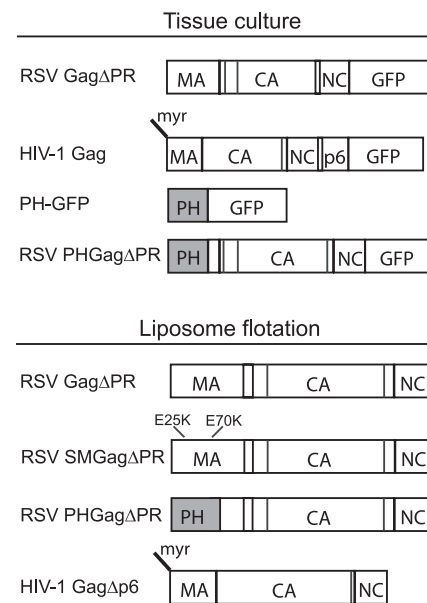 Tissue culture
RSV GagΔPR MA CA NC GFP
myr
HIV-1 Gag MA CA NC p6 GFP
PH-GFP PH GFP
RSV PHGagΔPR PH CA NC GFP
Liposome flotation
RSV GagΔPR MA CA NC
E25K E70K
RSV SMGagΔPR MA CA NC
RSV PHGagΔPR PH CA NC
myr
HIV-1 GagΔp6 MA CA NC